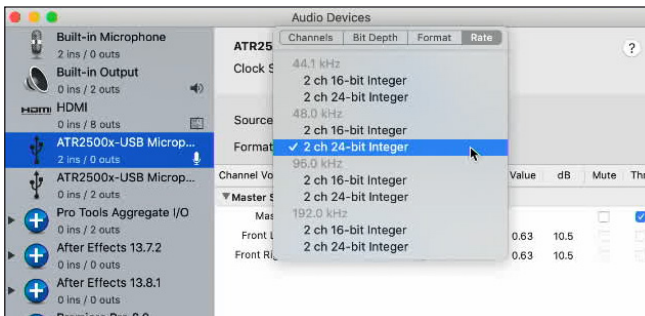 Audio Devices
Built-in Microphone
2 ins / 0 outs
Built-in Output
0 ins / 2 outs
HDMI
HDMI
0 ins / 8 outs
ATR2500x-USB Microp...
2 ins / 0 outs
ATR2500x-USB Microp...
0 ins / 2 outs
Pro Tools Aggregate I/O
0 ins / 2 outs
After Effects 13.7.2
0 ins / 0 outs
After Effects 13.8.1
0 ins / 0 outs
ATR25
Clock S
Source
Format
?
Channels Bit Depth Format Rate
44.1 kHz
2 ch 16-bit Integer
2 ch 24-bit Integer
48.0 kHz
2 ch 16-bit Integer
✓ 2 ch 24-bit Integer
96.0 kHz
2 ch 16-bit Integer
2 ch 24-bit Integer
192.0 kHz
2 ch 16-bit Integer
2 ch 24-bit Integer
Channel Vo Value dB Mute Thr
Master S
Mas
Front L 0.63 10.5
Front Ri 0.63 10.5